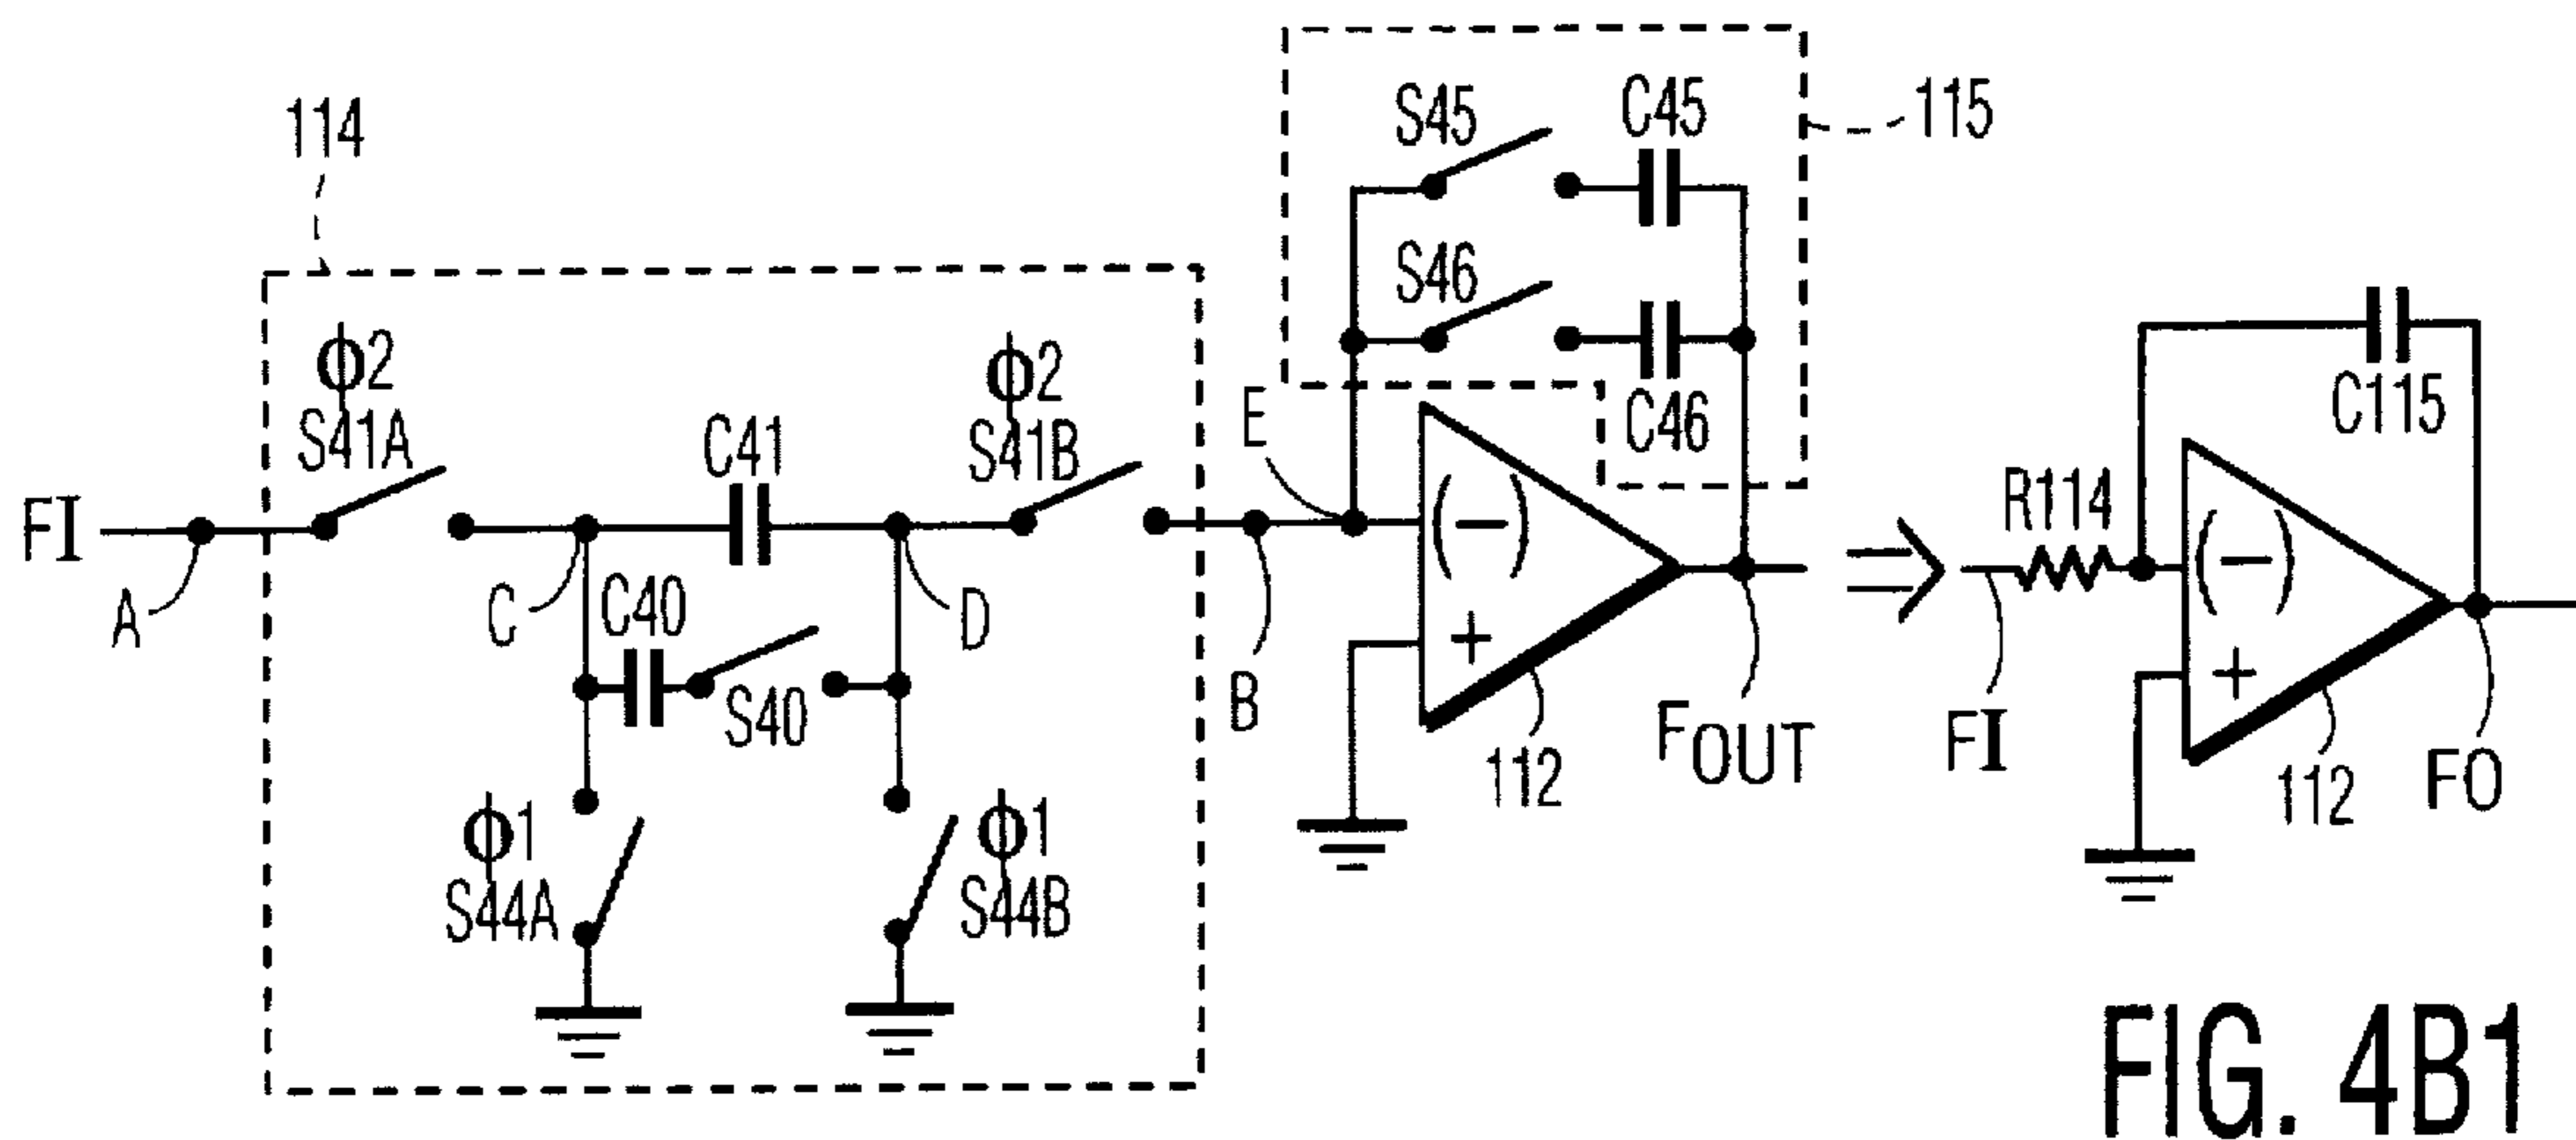 114
S45
C45
115
S46
C46
ϕ2
S41A
C41
ϕ2
S41B
E
FI
A
C
C40
S40
D
B
(−)
+
112
FOUT
ϕ1
S44A
ϕ1
S44B
R114
C115
(−)
+
FI
112
FO
FIG. 4B1